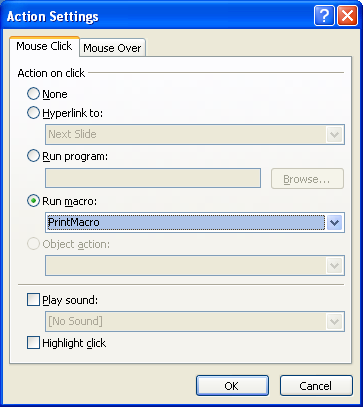 Action Settings
Mouse Click Mouse Over
Action on click
None
Hyperlink to:
Next Slide
Run program:
Browse...
Run macro:
PrintMacro
Object action:
Play sound:
[No Sound]
Highlight click
OK Cancel